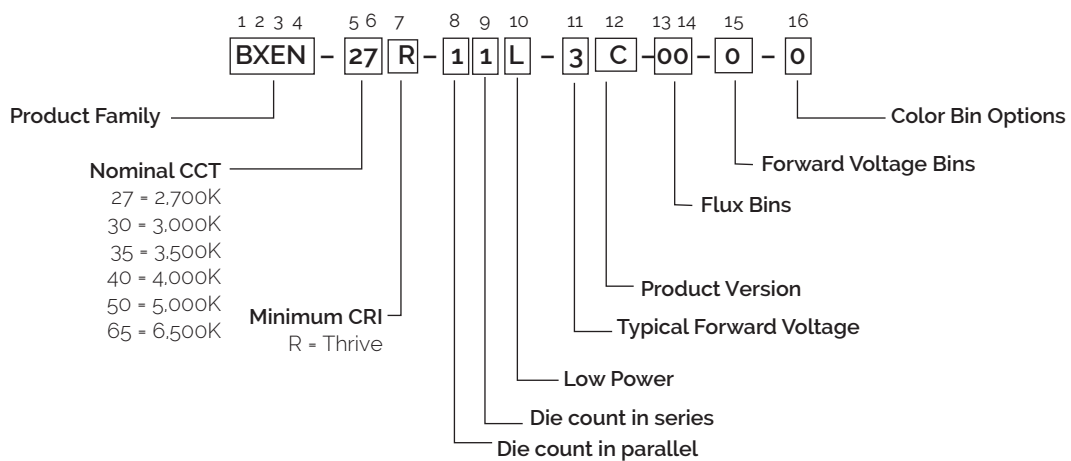 1 2 3 4 5 6 7 8 9 10 11 12 13 14 15 16
BXEN - 27 R - 1 1 L - 3 C -00 - 0 - 0
Product Family
Color Bin Options
Nominal CCT
27 = 2,700K
30 = 3,000K
35 = 3,500K
40 = 4,000K
50 = 5,000K
65 = 6,500K
Forward Voltage Bins
Flux Bins
Minimum CRI
R = Thrive
Product Version
Typical Forward Voltage
Low Power
Die count in series
Die count in parallel